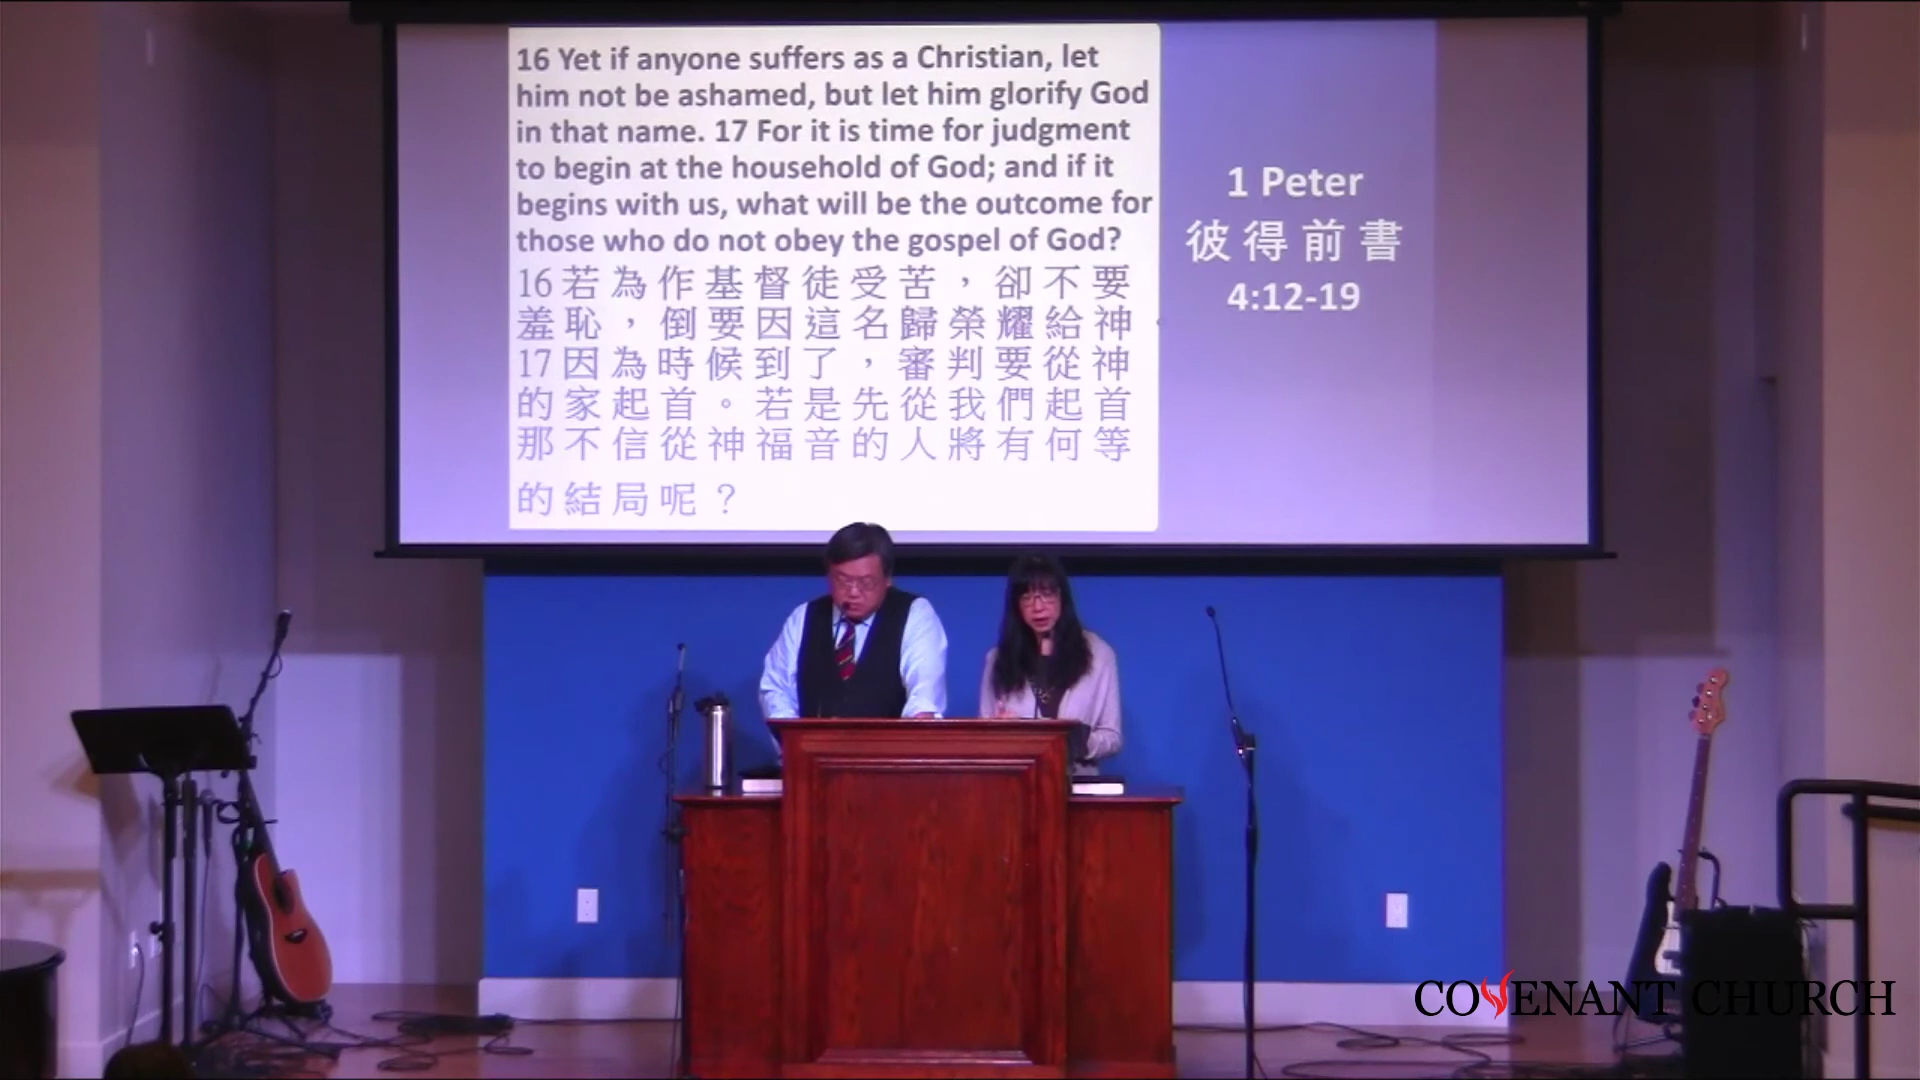 16 Yet if anyone suffers as a Christian, let
him not be ashamed, but let him glorify God
in that name. 17 For it is time for judgment
to begin at the household of God; and if it
begins with us, what will be the outcome for
those who do not obey the gospel of God?
16 若為作基督徒受苦，卻不要
羞恥，倒要因這名歸榮耀給神
17 因為時候到了，審判要從神
的家起首。若是先從我們起首
那不信從神福音的人將有何等
的結局呢？
1 Peter
彼得前書
4:12-19
COVENANT CHURCH